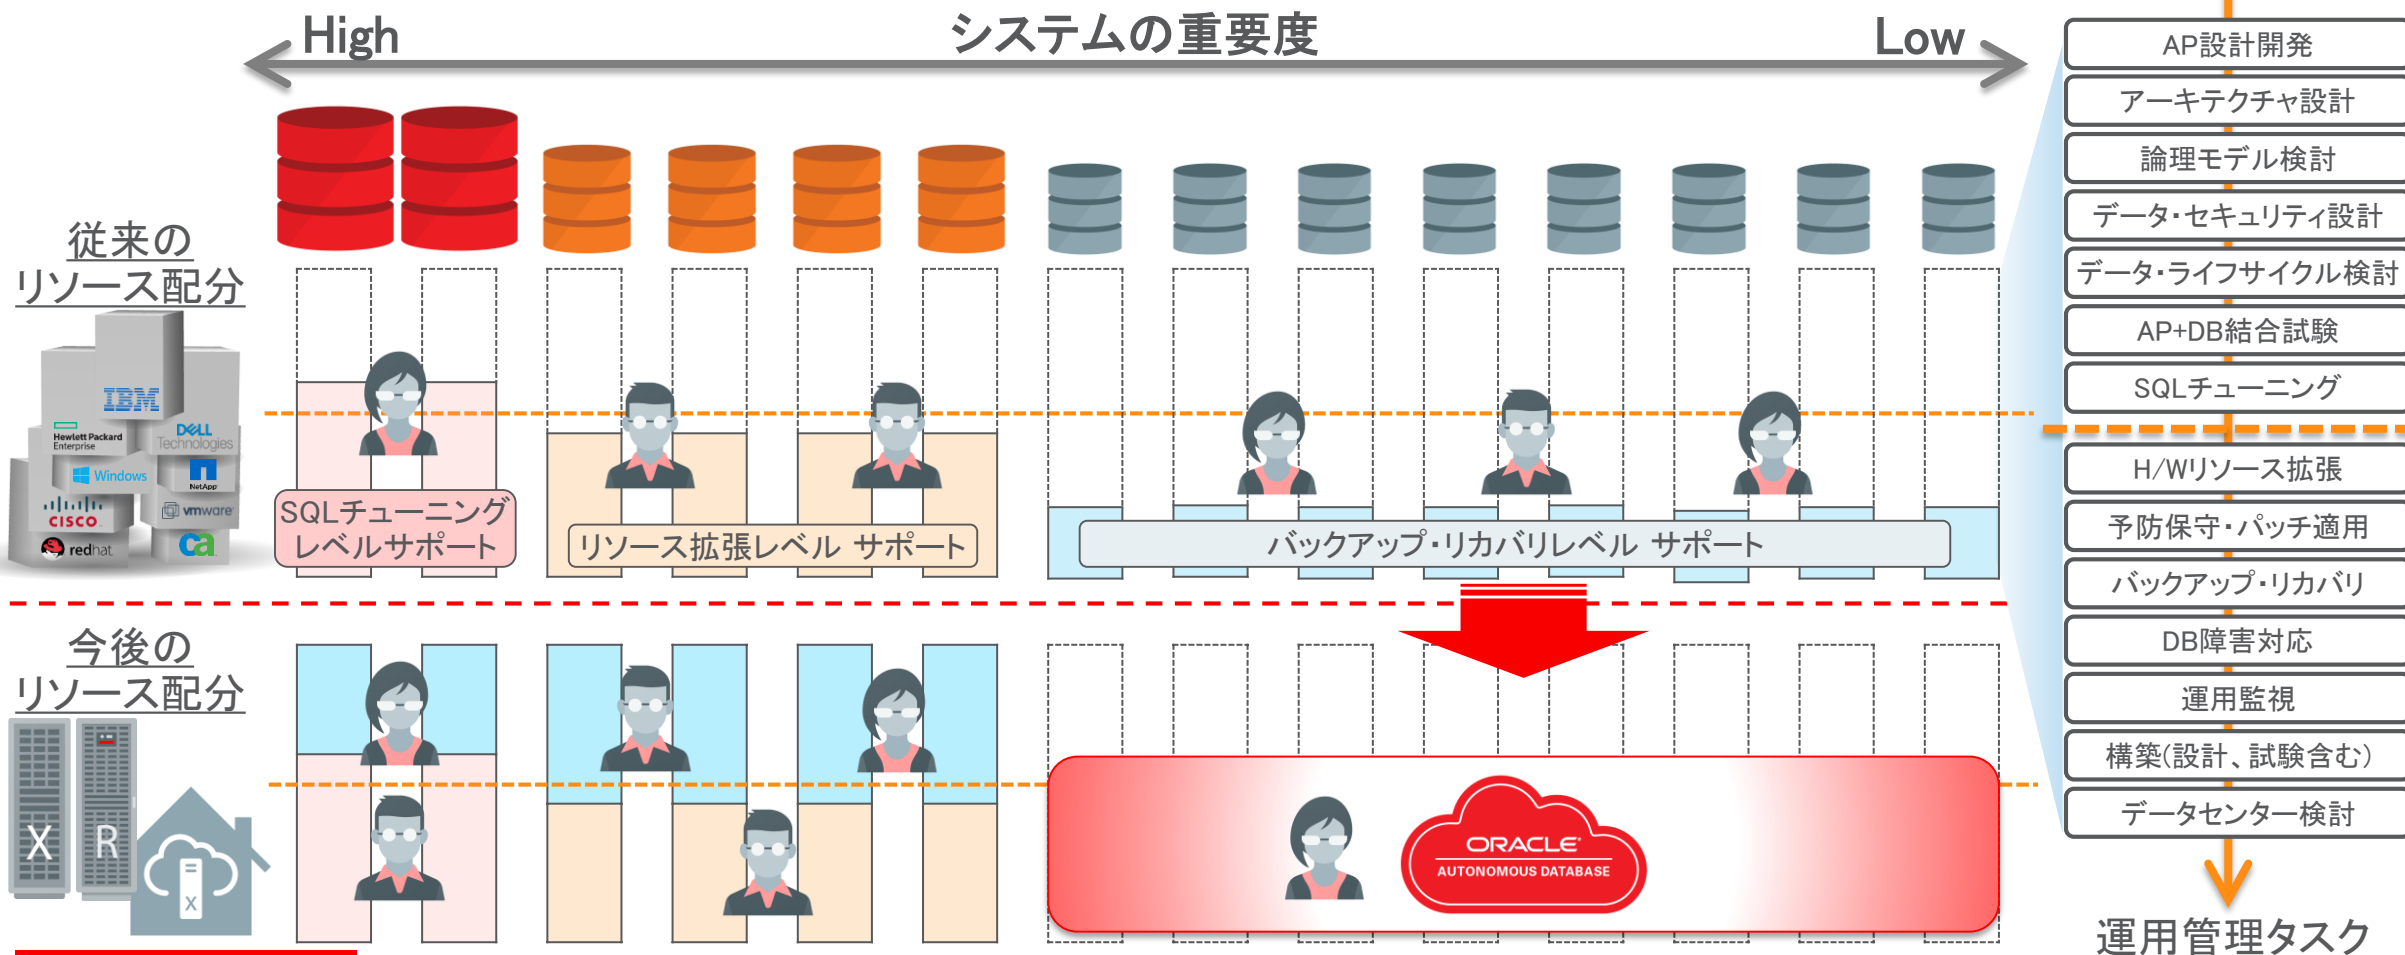 High
システムの重要度
Low
従来の
リソース配分
IBM
Hewlett Packard
Enterprise
DELL
Technologies
Windows
NetApp
CISCO
vmware
redhat
ca
SQLチューニング
レベルサポート
リソース拡張レベル サポート
バックアップ・リカバリレベル サポート
今後の
リソース配分
X
R
X
ORACLE
AUTONOMOUS DATABASE
AP設計開発
アーキテクチャ設計
論理モデル検討
データ・セキュリティ設計
データ・ライフサイクル検討
AP+DB結合試験
SQLチューニング
H/Wリソース拡張
予防保守・パッチ適用
バックアップ・リカバリ
DB障害対応
運用監視
構築(設計、試験含む)
データセンター検討
運用管理タスク